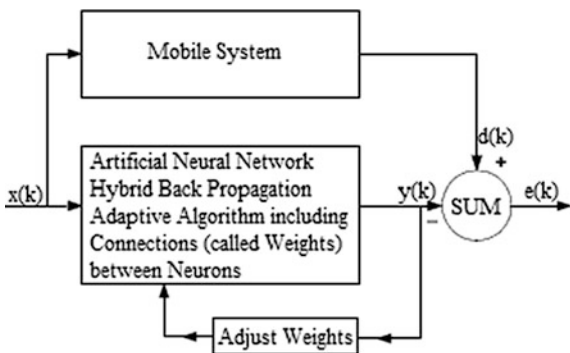 Mobile System
d(k)
+
Artificial Neural Network
Hybrid Back Propagation
Adaptive Algorithm including
Connections (called Weights)
between Neurons
x(k)
y(k)
−
SUM
e(k)
Adjust Weights